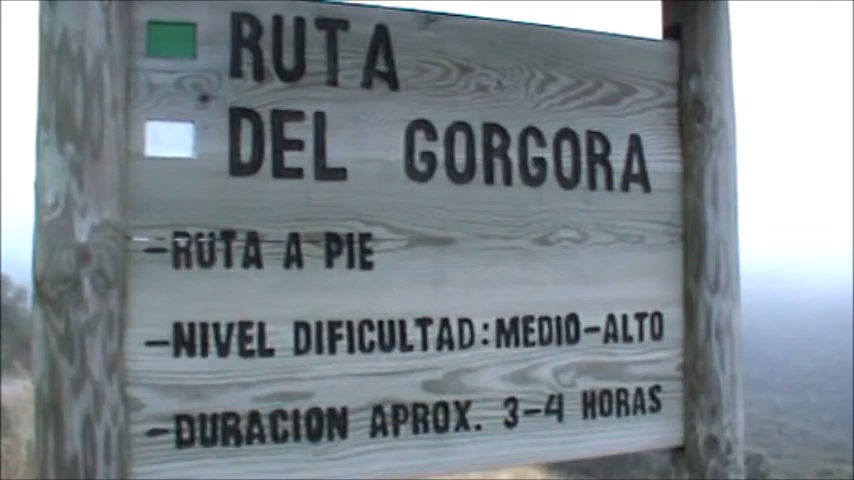 RUTA
DEL GORGORA
-RUTA A PIE
-NIVEL DIFICULTAD:MEDIO-ALTO
-DURACION APROX. 3-4 HORAS